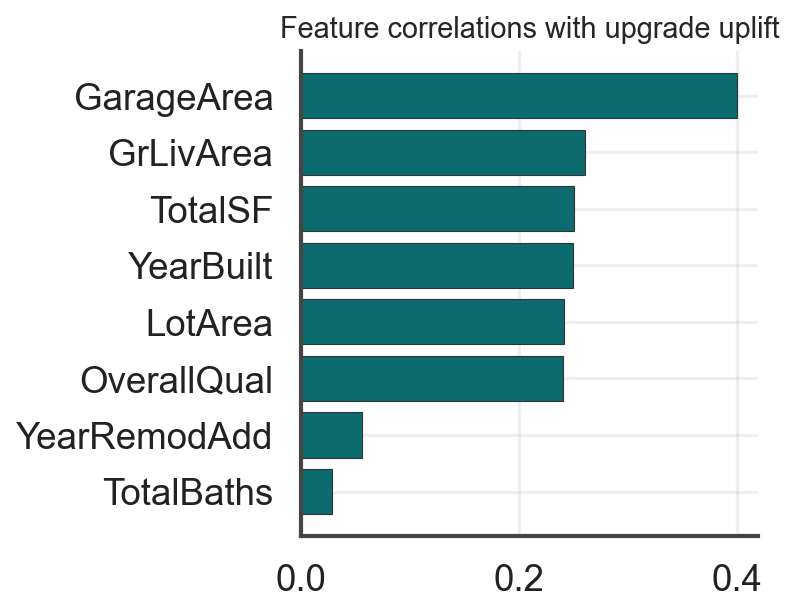 Feature correlations with upgrade uplift
GarageArea
GrLivArea
TotalSF
YearBuilt
LotArea
OverallQual
YearRemodAdd
TotalBaths
0.0 0.2 0.4